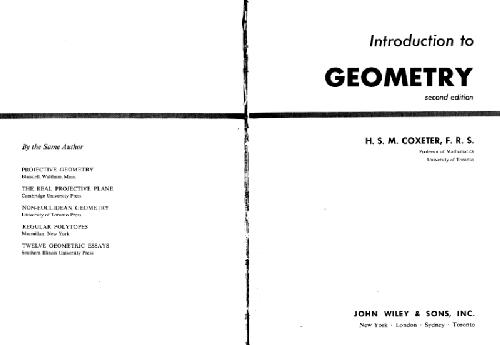 By the Same Author
PROJECTIVE GEOMETRY
Blaisdell, Waltham, Mass.
THE REAL PROJECTIVE PLANE
Cambridge University Press
NON-EUCLIDEAN GEOMETRY
University of Toronto Press
REGULAR POLYTOPES
Macmillan, New York
TWELVE GEOMETRIC ESSAYS
Southern Illinois University Press
Introduction to
GEOMETRY
second edition
H. S. M. COXETER, F. R. S.
Professor of Mathematics
University of Toronto
JOHN WILEY & SONS, INC.
New York · London · Sydney · Toronto